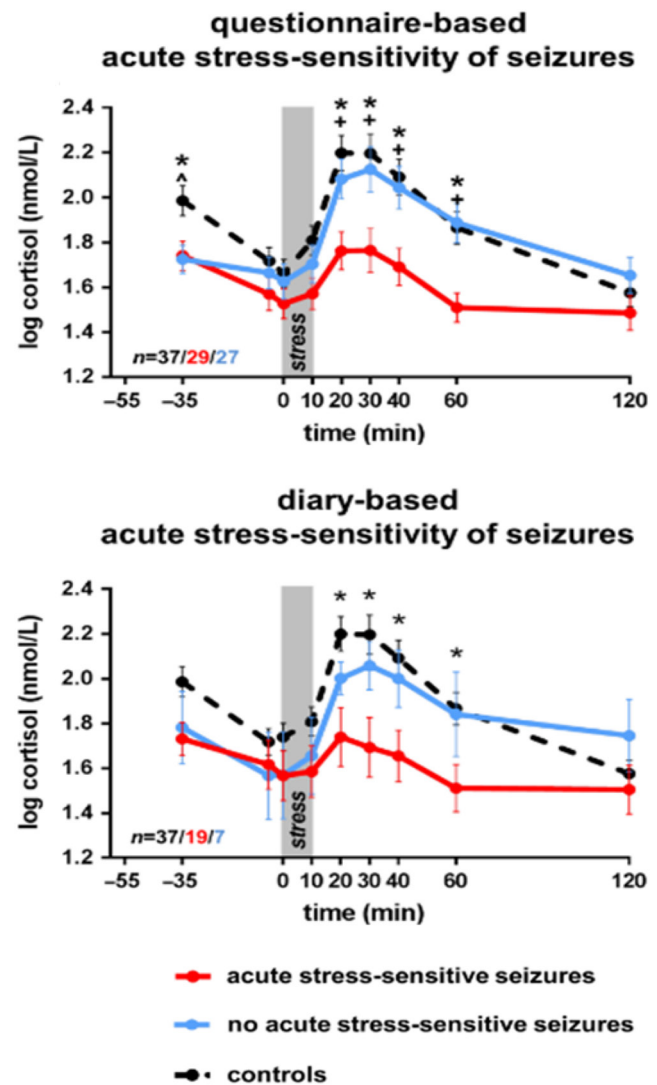 questionnaire-based
acute stress-sensitivity of seizures
* * * *
+ + + +
*
^
log cortisol (nmol/L)
2.4
2.2
2.0
1.8
1.6
1.4
1.2
stress
n=37/29/27
–55 –35 0 10 20 30 40 60 120
time (min)
diary-based
acute stress-sensitivity of seizures
* * * *
log cortisol (nmol/L)
2.4
2.2
2.0
1.8
1.6
1.4
1.2
stress
n=37/19/7
–55 –35 0 10 20 30 40 60 120
time (min)
acute stress-sensitive seizures
no acute stress-sensitive seizures
controls